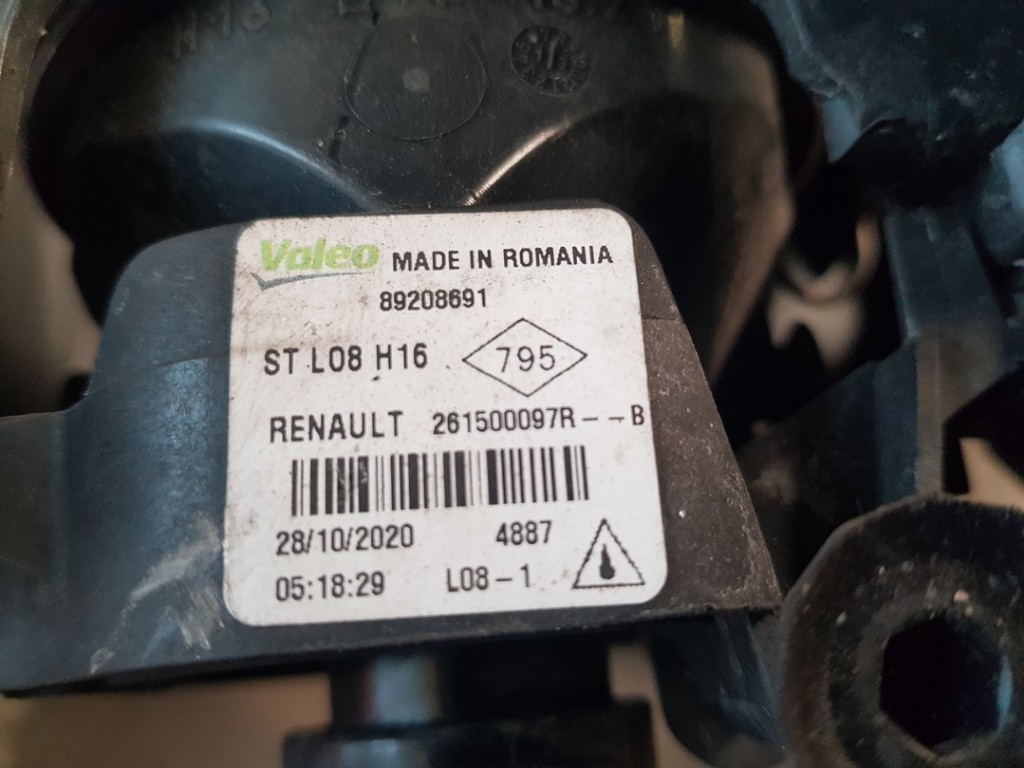 H16
Valeo MADE IN ROMANIA
89208691
ST L08 H16 795
RENAULT 261500097R--B
28/10/2020 4887
05:18:29 L08-1